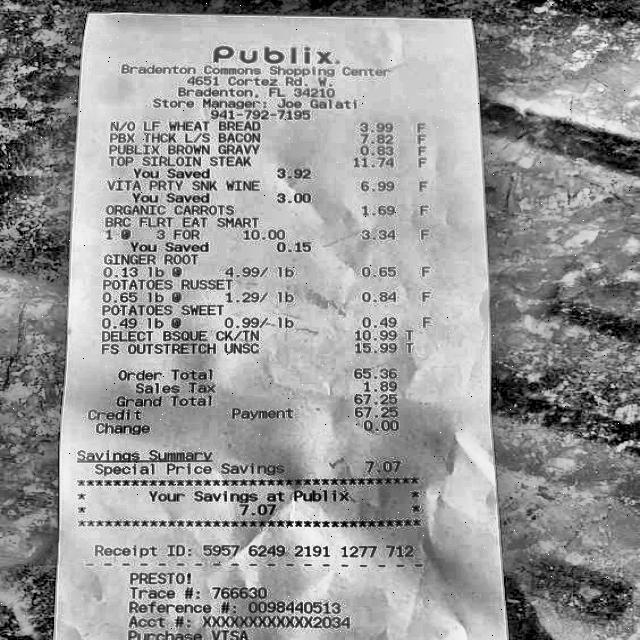 Publix.
Bradenton Commons Shopping Center
4651 Cortez Rd. W.
Bradenton, FL 34210
Store Manager: Joe Galati
941-792-7195
N/O LF WHEAT BREAD 3.99 F
PBX THCK L/S BACON 7.82 F
PUBLIX BROWN GRAVY 0.83 F
TOP SIRLOIN STEAK 11.74 F
You Saved 3.92
VITA PRTY SNK WINE 6.99 F
You Saved 3.00
ORGANIC CARROTS 1.69 F
BRC FLRT EAT SMART
1 @ 3 FOR 10.00 3.34 F
You Saved 0.15
GINGER ROOT
0.13 lb @ 4.99/ lb 0.65 F
POTATOES RUSSET
0.65 lb @ 1.29/ lb 0.84 F
POTATOES SWEET
0.49 lb @ 0.99/ lb 0.49 F
DELECT BSQUE CK/TN 10.99 T
FS OUTSTRETCH UNSC 15.99 T
Order Total 65.36
Sales Tax 1.89
Grand Total 67.25
Credit Payment 67.25
Change 0.00
Savings Summary
Special Price Savings 7.07
****************************************
* Your Savings at Publix *
* 7.07 *
****************************************
Receipt ID: 5957 6249 2191 1277 712
- - - - - - - - - - - - - - - - - - - - - -
PRESTO!
Trace #: 766630
Reference #: 0098440513
Acct #: XXXXXXXXXXXX2034
Purchase VISA